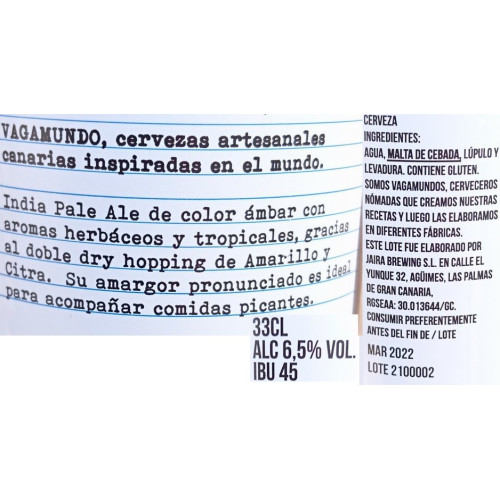 VAGAMUNDO, cervezas artesanales
canarias inspiradas en el mundo.
India Pale Ale de color ámbar con
aromas herbáceos y tropicales, gracias
al doble dry hopping de Amarillo y
Citra. Su amargor pronunciado es ideal
para acompañar comidas picantes.
33CL
ALC 6,5% VOL.
IBU 45
CERVEZA
INGREDIENTES:
AGUA, MALTA DE CEBADA, LÚPULO Y
LEVADURA. CONTIENE GLUTEN.
SOMOS VAGAMUNDOS, CERVECEROS
NÓMADAS QUE CREAMOS NUESTRAS
RECETAS Y LUEGO LAS ELABORAMOS
EN DIFERENTES FÁBRICAS.
ESTE LOTE FUE ELABORADO POR
JAIRA BREWING S.L. EN CALLE EL
YUNQUE 32, AGÜIMES, LAS PALMAS
DE GRAN CANARIA,
RGSEAA: 30.013644/GC.
CONSUMIR PREFERENTEMENTE
ANTES DEL FIN DE / LOTE
MAR 2022
LOTE 2100002